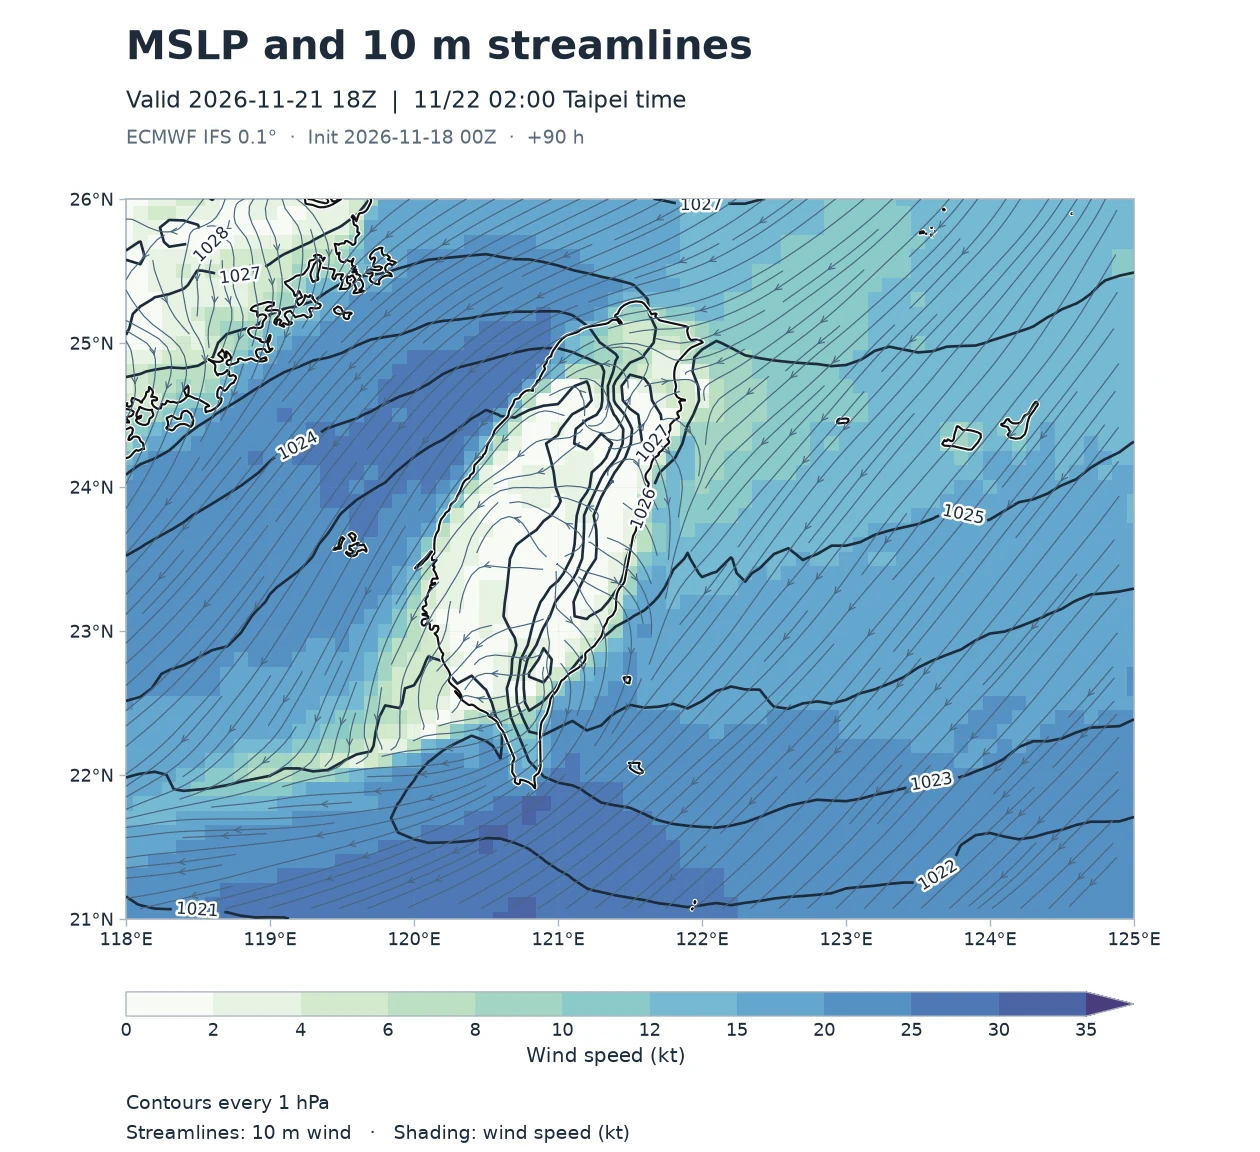 MSLP and 10 m streamlines
Valid 2026-11-21 18Z | 11/22 02:00 Taipei time
ECMWF IFS 0.1° · Init 2026-11-18 00Z · +90 h
26°N
25°N
24°N
23°N
22°N
21°N
1027
1028
1027
1024
1027
1026
1025
1023
1022
1021
118°E 119°E 120°E 121°E 122°E 123°E 124°E 125°E
0 2 4 6 8 10 12 15 20 25 30 35
Wind speed (kt)
Contours every 1 hPa
Streamlines: 10 m wind · Shading: wind speed (kt)